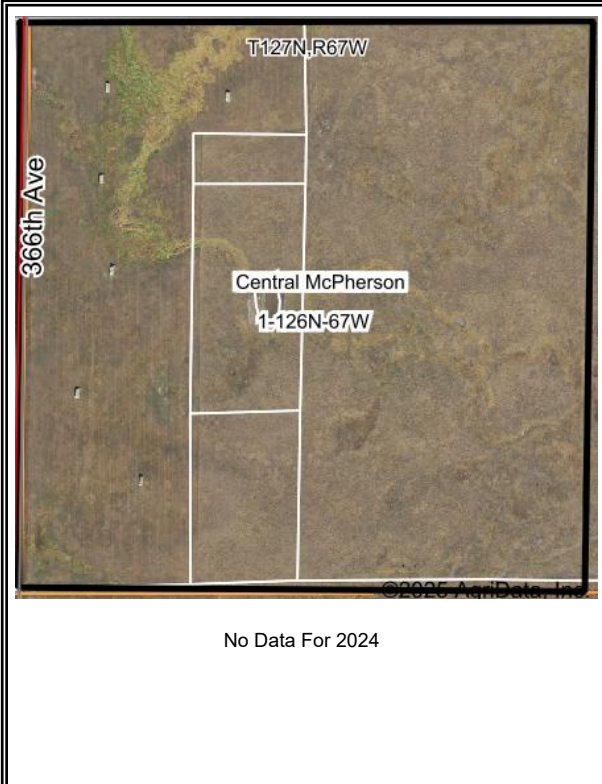 T127N,R67W
366th Ave
Central McPherson
1-126N-67W
©2025 AgriData, Inc.
No Data For 2024